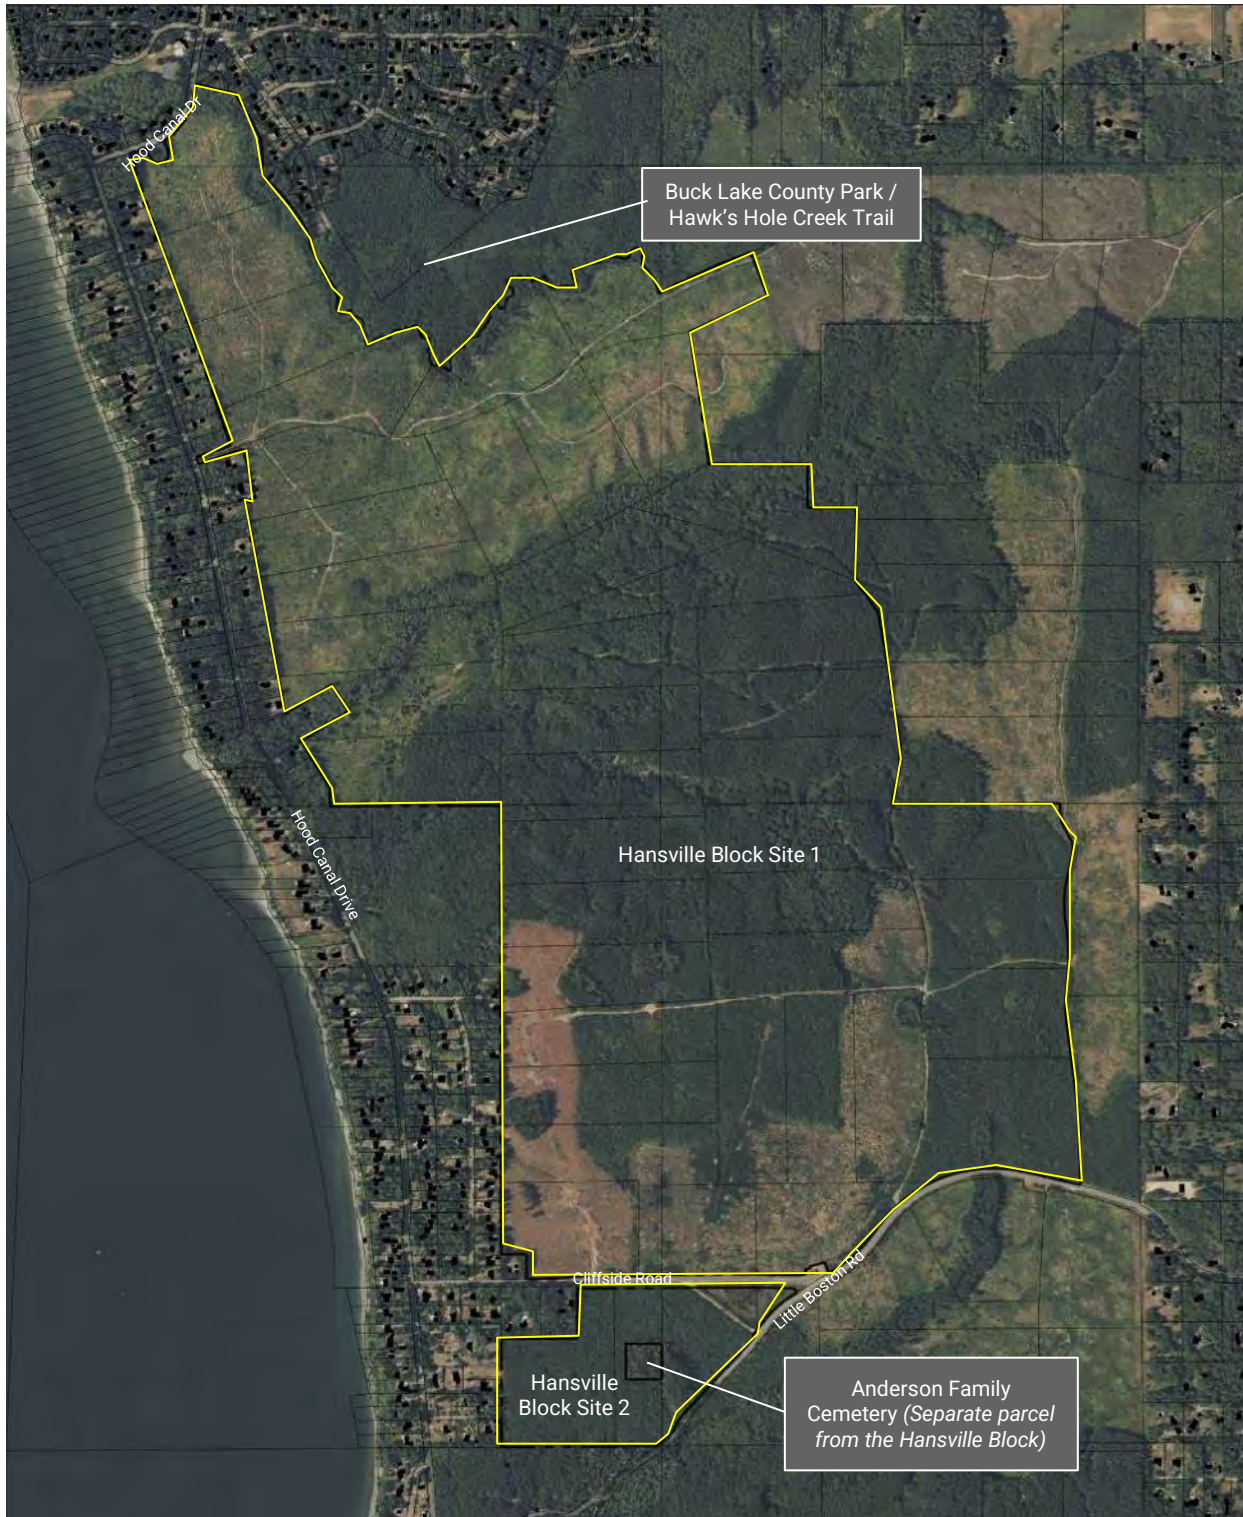 Hood Canal Dr
Buck Lake County Park /
Hawk's Hole Creek Trail
Hood Canal Drive
Hansville Block Site 1
Cliffside Road
Little Boston Rd
Hansville
Block Site 2
Anderson Family
Cemetery (Separate parcel
from the Hansville Block)